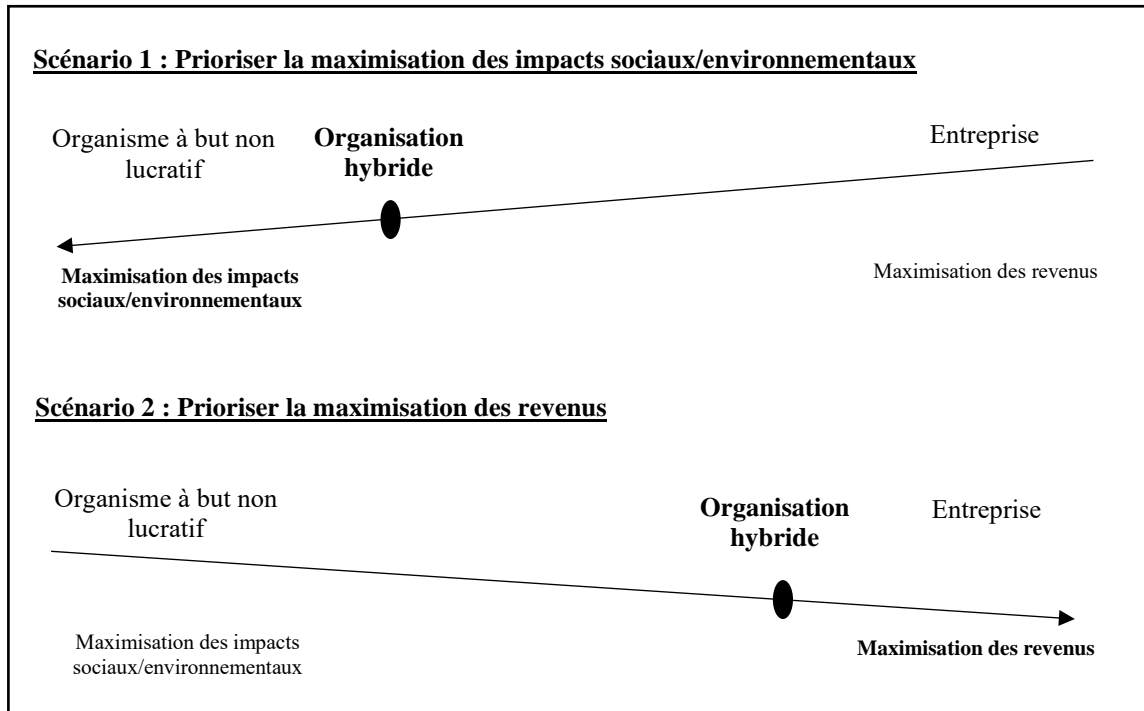 Scénario 1 : Prioriser la maximisation des impacts sociaux/environnementaux
Organisme à but non
lucratif
Organisation
hybride
Entreprise
Maximisation des impacts
sociaux/environnementaux
Maximisation des revenus
Scénario 2 : Prioriser la maximisation des revenus
Organisme à but non
lucratif
Organisation
hybride
Entreprise
Maximisation des impacts
sociaux/environnementaux
Maximisation des revenus